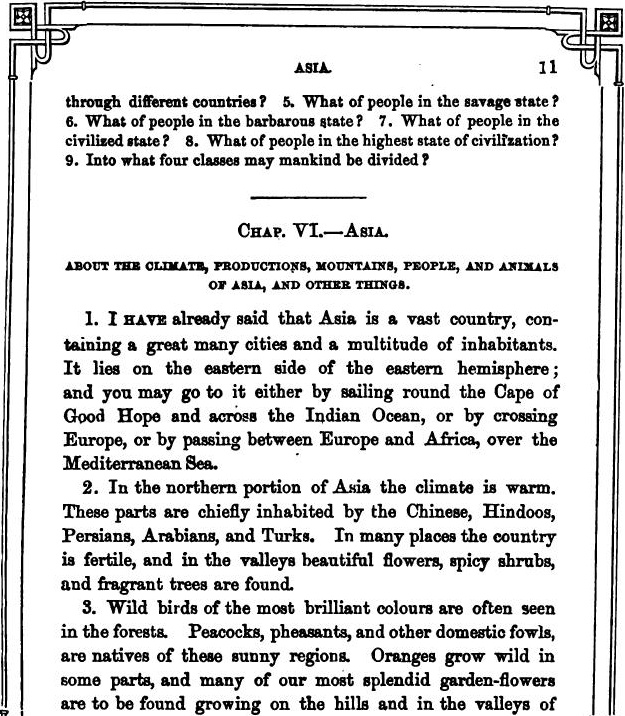 ASIA. 11
through different countries? 5. What of people in the savage state?
6. What of people in the barbarous state? 7. What of people in the
civilized state? 8. What of people in the highest state of civilization?
9. Into what four classes may mankind be divided?
CHAP. VI.—ASIA.
ABOUT THE CLIMATE, PRODUCTIONS, MOUNTAINS, PEOPLE, AND ANIMALS
OF ASIA, AND OTHER THINGS.
1. I HAVE already said that Asia is a vast country, con-
taining a great many cities and a multitude of inhabitants.
It lies on the eastern side of the eastern hemisphere;
and you may go to it either by sailing round the Cape of
Good Hope and across the Indian Ocean, or by crossing
Europe, or by passing between Europe and Africa, over the
Mediterranean Sea.
2. In the northern portion of Asia the climate is warm.
These parts are chiefly inhabited by the Chinese, Hindoos,
Persians, Arabians, and Turks. In many places the country
is fertile, and in the valleys beautiful flowers, spicy shrubs,
and fragrant trees are found.
3. Wild birds of the most brilliant colours are often seen
in the forests. Peacocks, pheasants, and other domestic fowls,
are natives of these sunny regions. Oranges grow wild in
some parts, and many of our most splendid garden-flowers
are to be found growing on the hills and in the valleys of